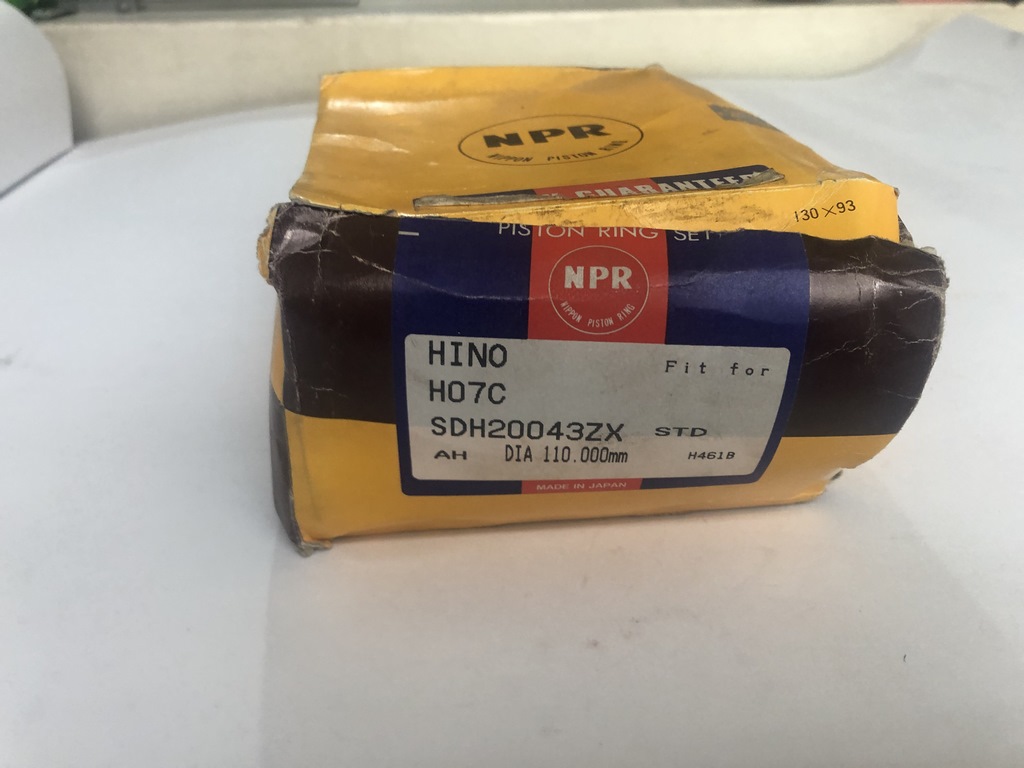 NPR
NIPPON PISTON RING
GUARANTEE
130×93
PISTON RING SET
NPR
NIPPON PISTON RING
HINO
Fit for
H07C
SDH20043ZX STD
AH DIA 110.000mm H461B
MADE IN JAPAN